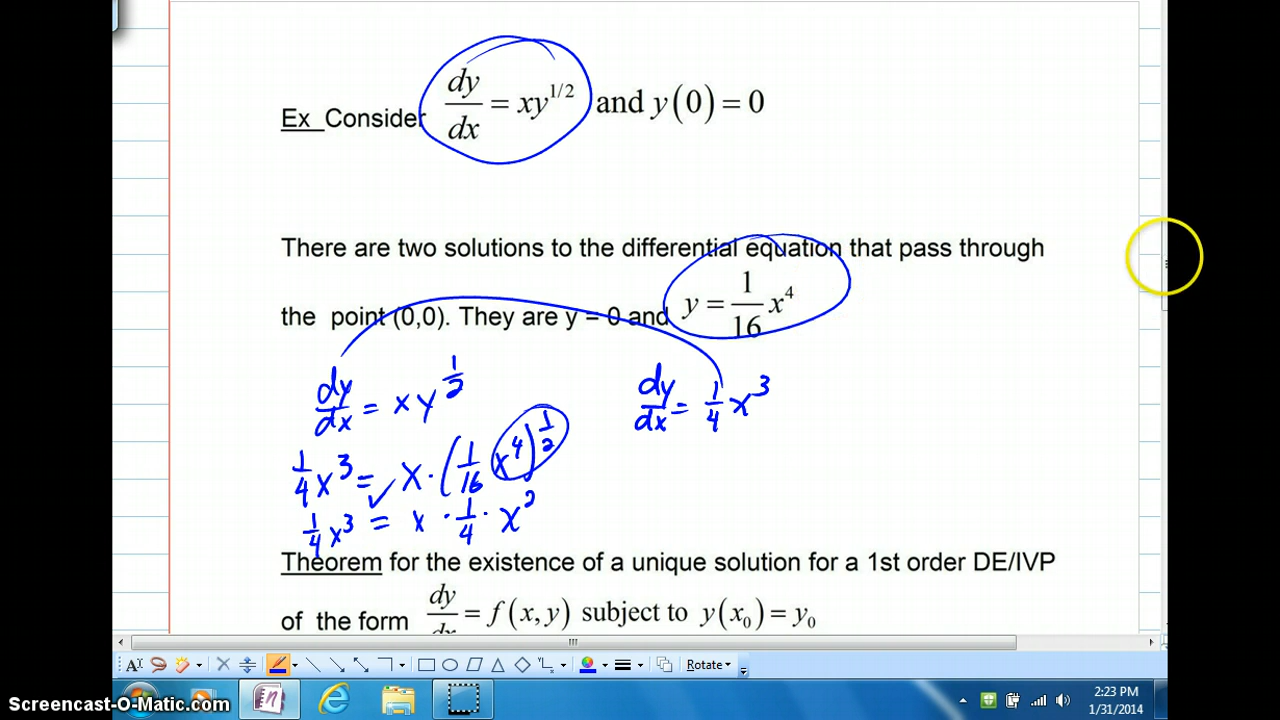 Ex Consider dy/dx = xy^1/2 and y(0) = 0
There are two solutions to the differential equation that pass through
the point (0,0). They are y = 0 and y = 1/16 x^4
dy/dx = xy^1/2
dy/dx = 1/4 x^3
1/4 x^3 = x · (1/16 x^4)^1/2
1/4 x^3 = x · 1/4 · x^2
Theorem for the existence of a unique solution for a 1st order DE/IVP
of the form dy/dx = f(x, y) subject to y(x₀) = y₀
A Rotate
Screencast-O-Matic.com
2:23 PM
1/31/2014